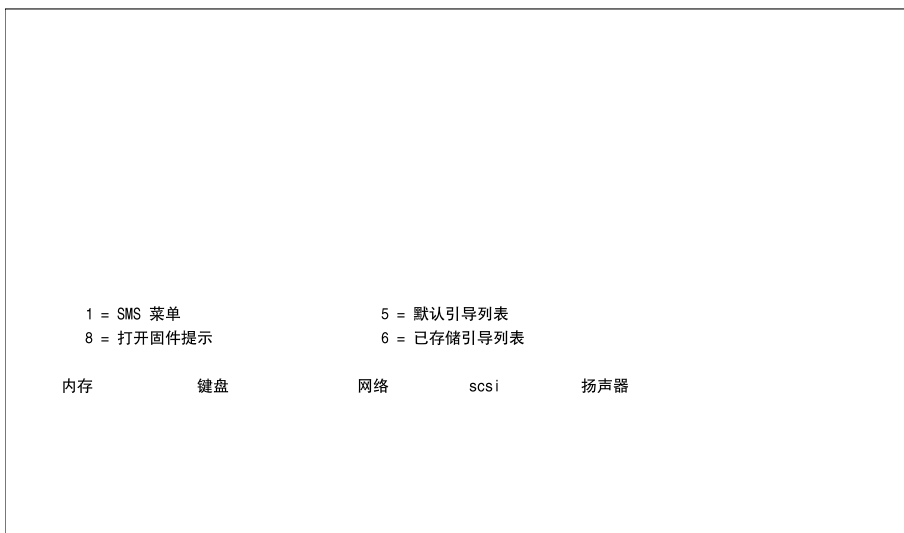 1 = SMS 菜单 5 = 默认引导列表
8 = 打开固件提示 6 = 已存储引导列表
内存 键盘 网络 scsi 扬声器